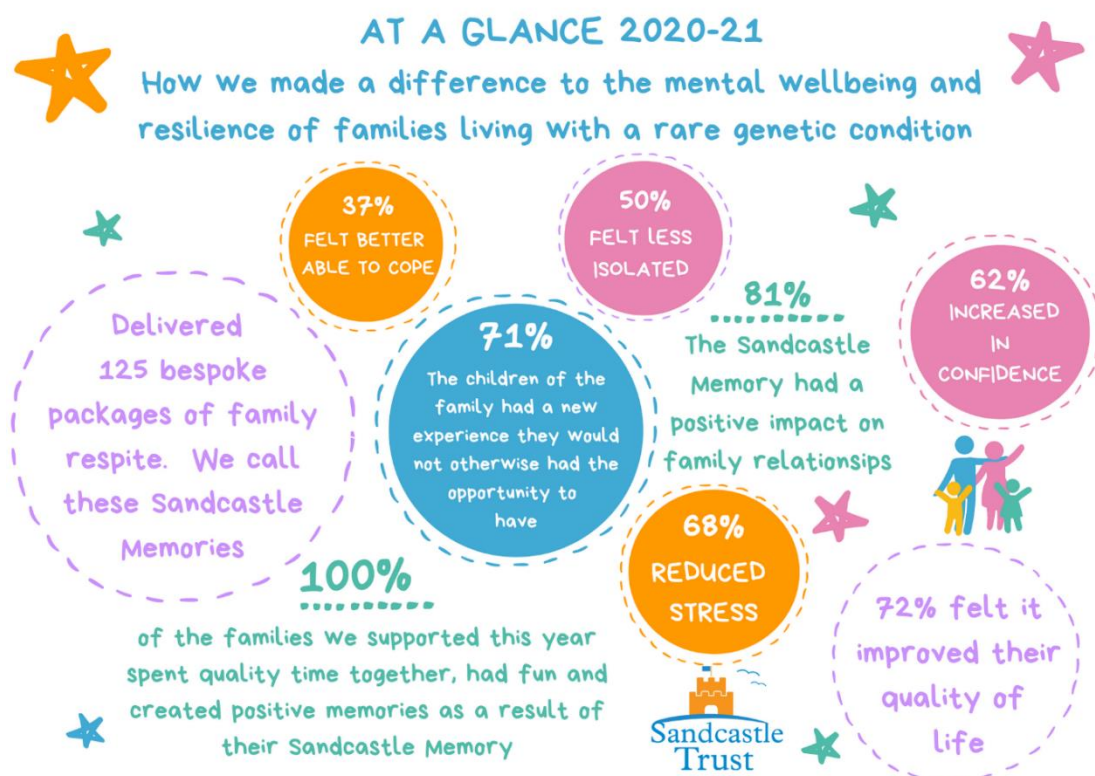 AT A GLANCE 2020-21
How we made a difference to the mental wellbeing and
resilience of families living with a rare genetic condition
37%
FELT BETTER
ABLE TO COPE
50%
FELT LESS
ISOLATED
62%
INCREASED
IN
CONFIDENCE
Delivered
125 bespoke
packages of family
respite. We call
these Sandcastle
Memories
71%
The children of the
family had a new
experience they would
not otherwise had the
opportunity to
have
81%
The Sandcastle
Memory had a
positive impact on
family relationsips
100%
of the families we supported this year
spent quality time together, had fun and
created positive memories as a result of
their Sandcastle Memory
68%
REDUCED
STRESS
Sandcastle
Trust
72% felt it
improved their
quality of
life